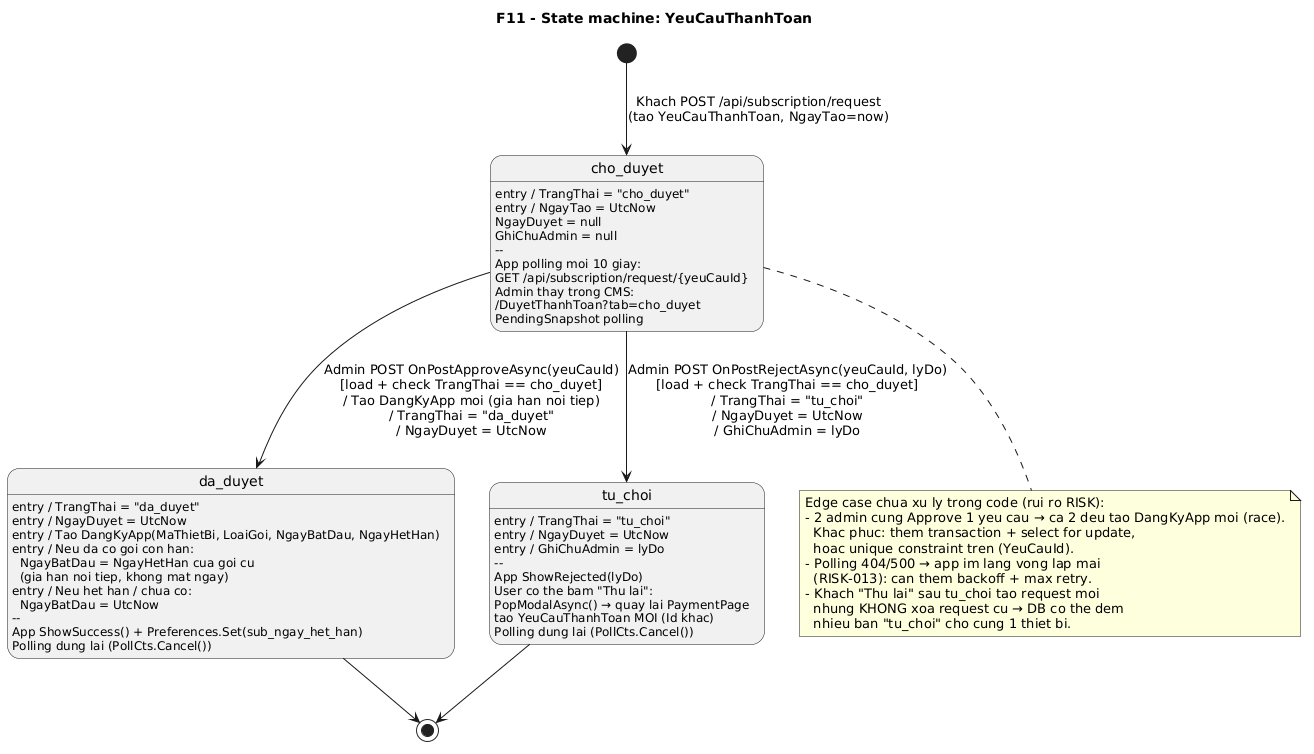 F11 - State machine: YeuCauThanhToan
Khach POST /api/subscription/request
(tao YeuCauThanhToan, NgayTao=now)
cho_duyet
entry / TrangThai = "cho_duyet"
entry / NgayTao = UtcNow
NgayDuyet = null
GhiChuAdmin = null
--
App polling moi 10 giay:
GET /api/subscription/request/{yeuCauId}
Admin thay trong CMS:
/DuyetThanhToan?tab=cho_duyet
PendingSnapshot polling
Admin POST OnPostApproveAsync(yeuCauId)
[load + check TrangThai == cho_duyet]
/ Tao DangKyApp moi (gia han noi tiep)
/ TrangThai = "da_duyet"
/ NgayDuyet = UtcNow
Admin POST OnPostRejectAsync(yeuCauId, lyDo)
[load + check TrangThai == cho_duyet]
/ TrangThai = "tu_choi"
/ NgayDuyet = UtcNow
/ GhiChuAdmin = lyDo
da_duyet
entry / TrangThai = "da_duyet"
entry / NgayDuyet = UtcNow
entry / Tao DangKyApp(MaThietBi, LoaiGoi, NgayBatDau, NgayHetHan)
entry / Neu da co goi con han:
NgayBatDau = NgayHetHan cua goi cu
(gia han noi tiep, khong mat ngay)
entry / Neu het han / chua co:
NgayBatDau = UtcNow
--
App ShowSuccess() + Preferences.Set(sub_ngay_het_han)
Polling dung lai (PollCts.Cancel())
tu_choi
entry / TrangThai = "tu_choi"
entry / NgayDuyet = UtcNow
entry / GhiChuAdmin = lyDo
--
App ShowRejected(lyDo)
User co the bam "Thu lai":
PopModalAsync() → quay lai PaymentPage
tao YeuCauThanhToan MOI (Id khac)
Polling dung lai (PollCts.Cancel())
Edge case chua xu ly trong code (rui ro RISK):
- 2 admin cung Approve 1 yeu cau → ca 2 deu tao DangKyApp moi (race).
Khac phuc: them transaction + select for update,
hoac unique constraint tren (YeuCauId).
- Polling 404/500 → app im lang vong lap mai
(RISK-013): can them backoff + max retry.
- Khach "Thu lai" sau tu_choi tao request moi
nhung KHONG xoa request cu → DB co the dem
nhieu ban "tu_choi" cho cung 1 thiet bi.